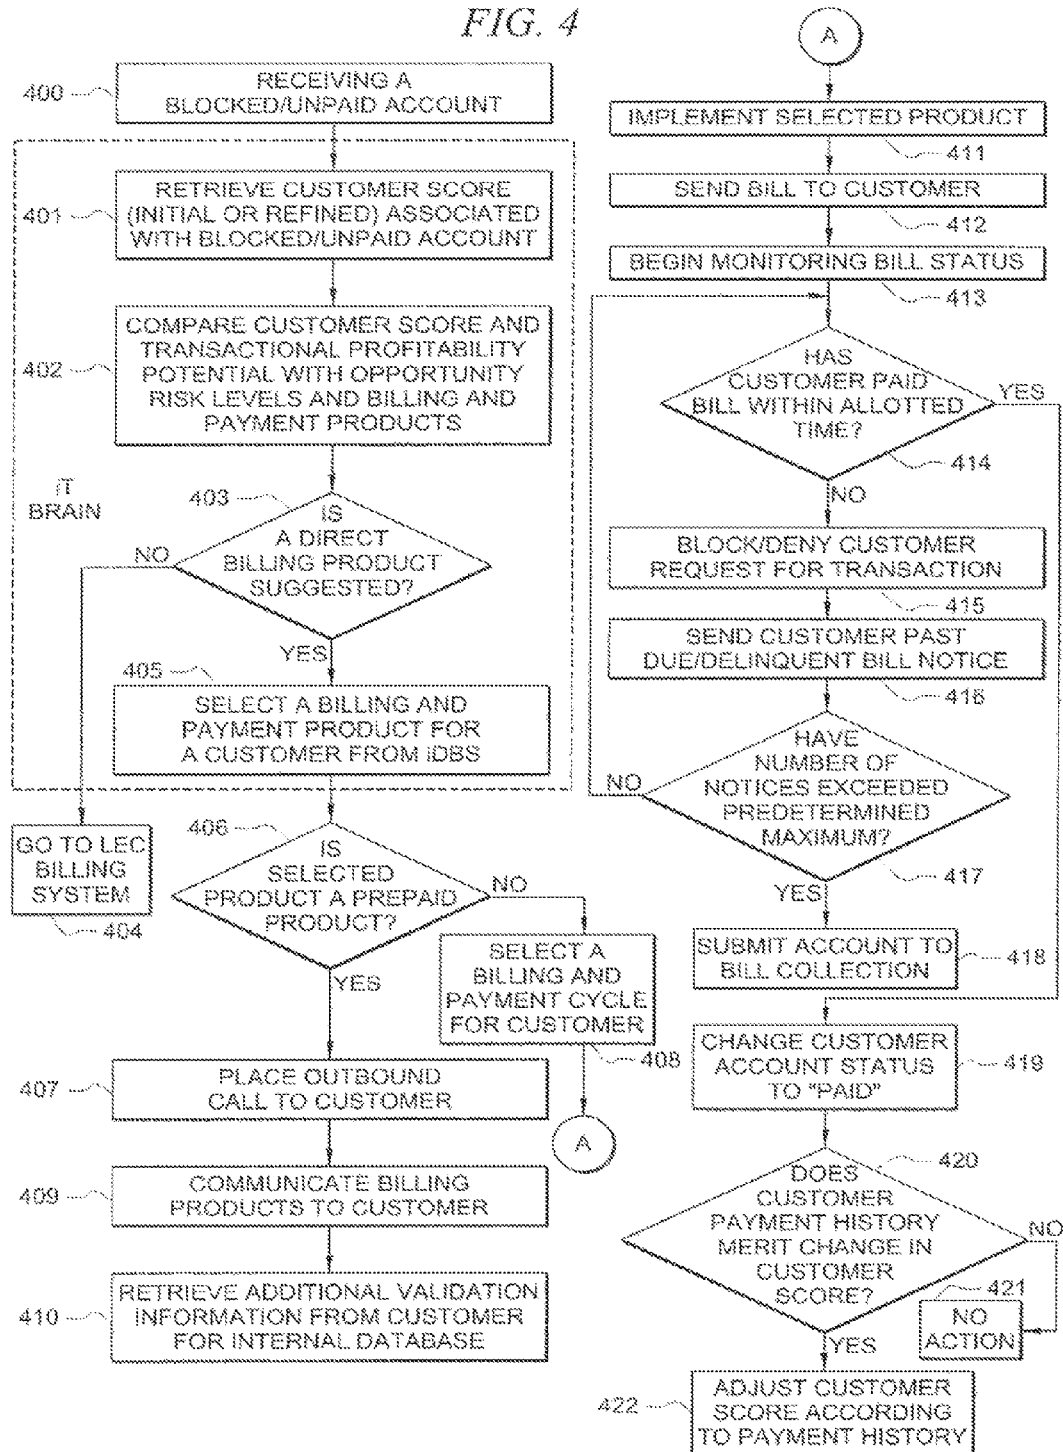 FIG. 4
400
RECEIVING A
BLOCKED/UNPAID ACCOUNT
401
RETRIEVE CUSTOMER SCORE
(INITIAL OR REFINED) ASSOCIATED
WITH BLOCKED/UNPAID ACCOUNT
402
COMPARE CUSTOMER SCORE AND
TRANSACTIONAL PROFITABILITY
POTENTIAL WITH OPPORTUNITY
RISK LEVELS AND BILLING AND
PAYMENT PRODUCTS
iT
BRAIN
403
IS
A DIRECT
BILLING PRODUCT
SUGGESTED?
NO
YES
405
SELECT A BILLING AND
PAYMENT PRODUCT FOR
A CUSTOMER FROM iDBS
GO TO LEC
BILLING
SYSTEM
404
406
IS
SELECTED
PRODUCT A PREPAID
PRODUCT?
NO
YES
SELECT A
BILLING AND
PAYMENT CYCLE
FOR CUSTOMER
408
A
407
PLACE OUTBOUND
CALL TO CUSTOMER
409
COMMUNICATE BILLING
PRODUCTS TO CUSTOMER
410
RETRIEVE ADDITIONAL VALIDATION
INFORMATION FROM CUSTOMER
FOR INTERNAL DATABASE
A
IMPLEMENT SELECTED PRODUCT
411
SEND BILL TO CUSTOMER
412
BEGIN MONITORING BILL STATUS
413
HAS
CUSTOMER PAID
BILL WITHIN ALLOTTED
TIME?
YES
414
NO
BLOCK/DENY CUSTOMER
REQUEST FOR TRANSACTION
415
SEND CUSTOMER PAST
DUE/DELINQUENT BILL NOTICE
416
HAVE
NUMBER OF
NOTICES EXCEEDED
PREDETERMINED
MAXIMUM?
NO
417
YES
SUBMIT ACCOUNT TO
BILL COLLECTION
418
CHANGE CUSTOMER
ACCOUNT STATUS
TO "PAID"
419
420
DOES
CUSTOMER
PAYMENT HISTORY
MERIT CHANGE IN
CUSTOMER
SCORE?
NO
421
NO
ACTION
YES
422
ADJUST CUSTOMER
SCORE ACCORDING
TO PAYMENT HISTORY